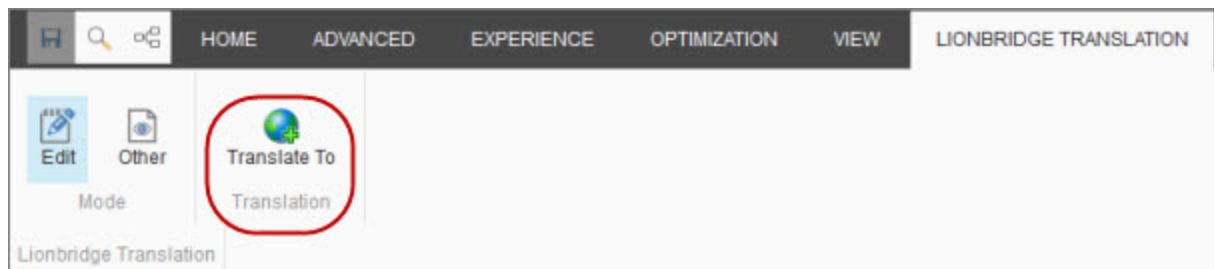 HOME ADVANCED EXPERIENCE OPTIMIZATION VIEW LIONBRIDGE TRANSLATION
Edit Other Translate To
Mode Translation
Lionbridge Translation